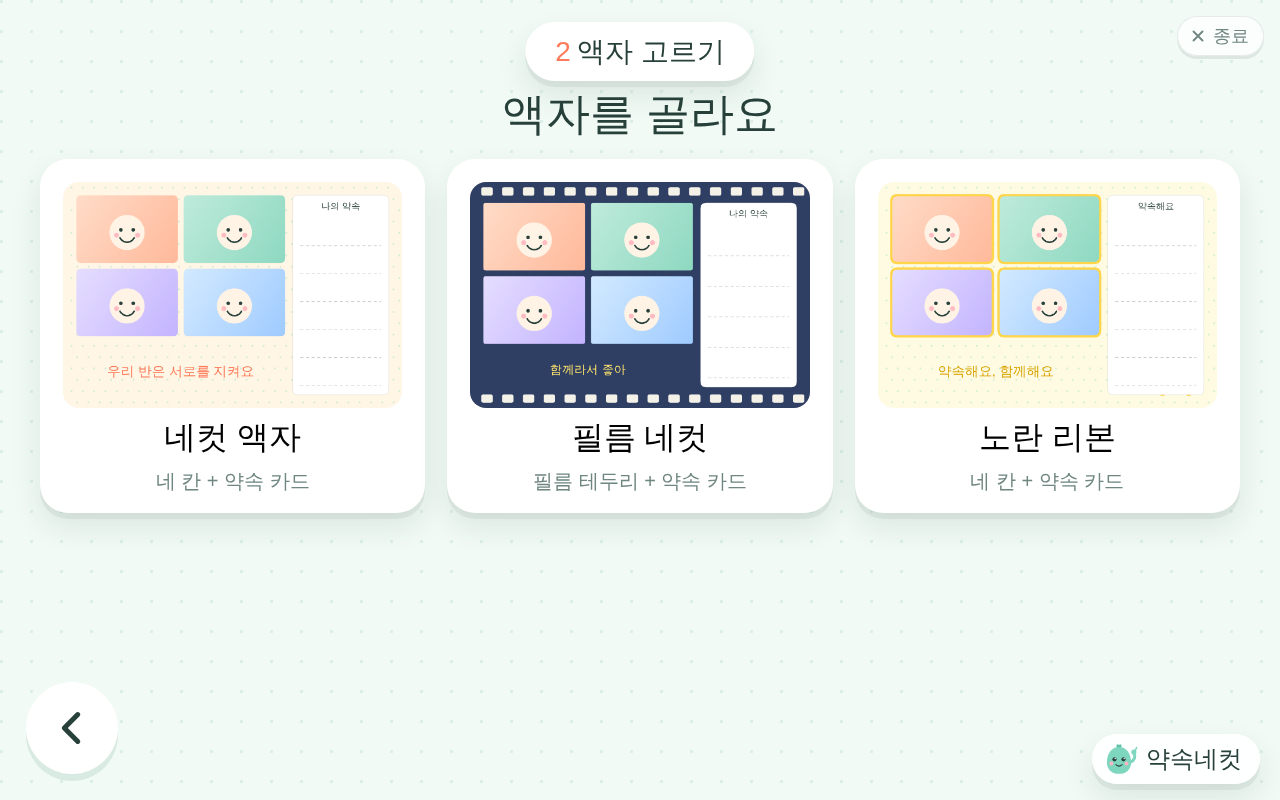 2 액자 고르기
✕ 종료
액자를 골라요
나의 약속
우리 반은 서로를 지켜요
네컷 액자
네 칸 + 약속 카드
나의 약속
함께라서 좋아
필름 네컷
필름 테두리 + 약속 카드
약속해요
약속해요, 함께해요
노란 리본
네 칸 + 약속 카드
약속네컷